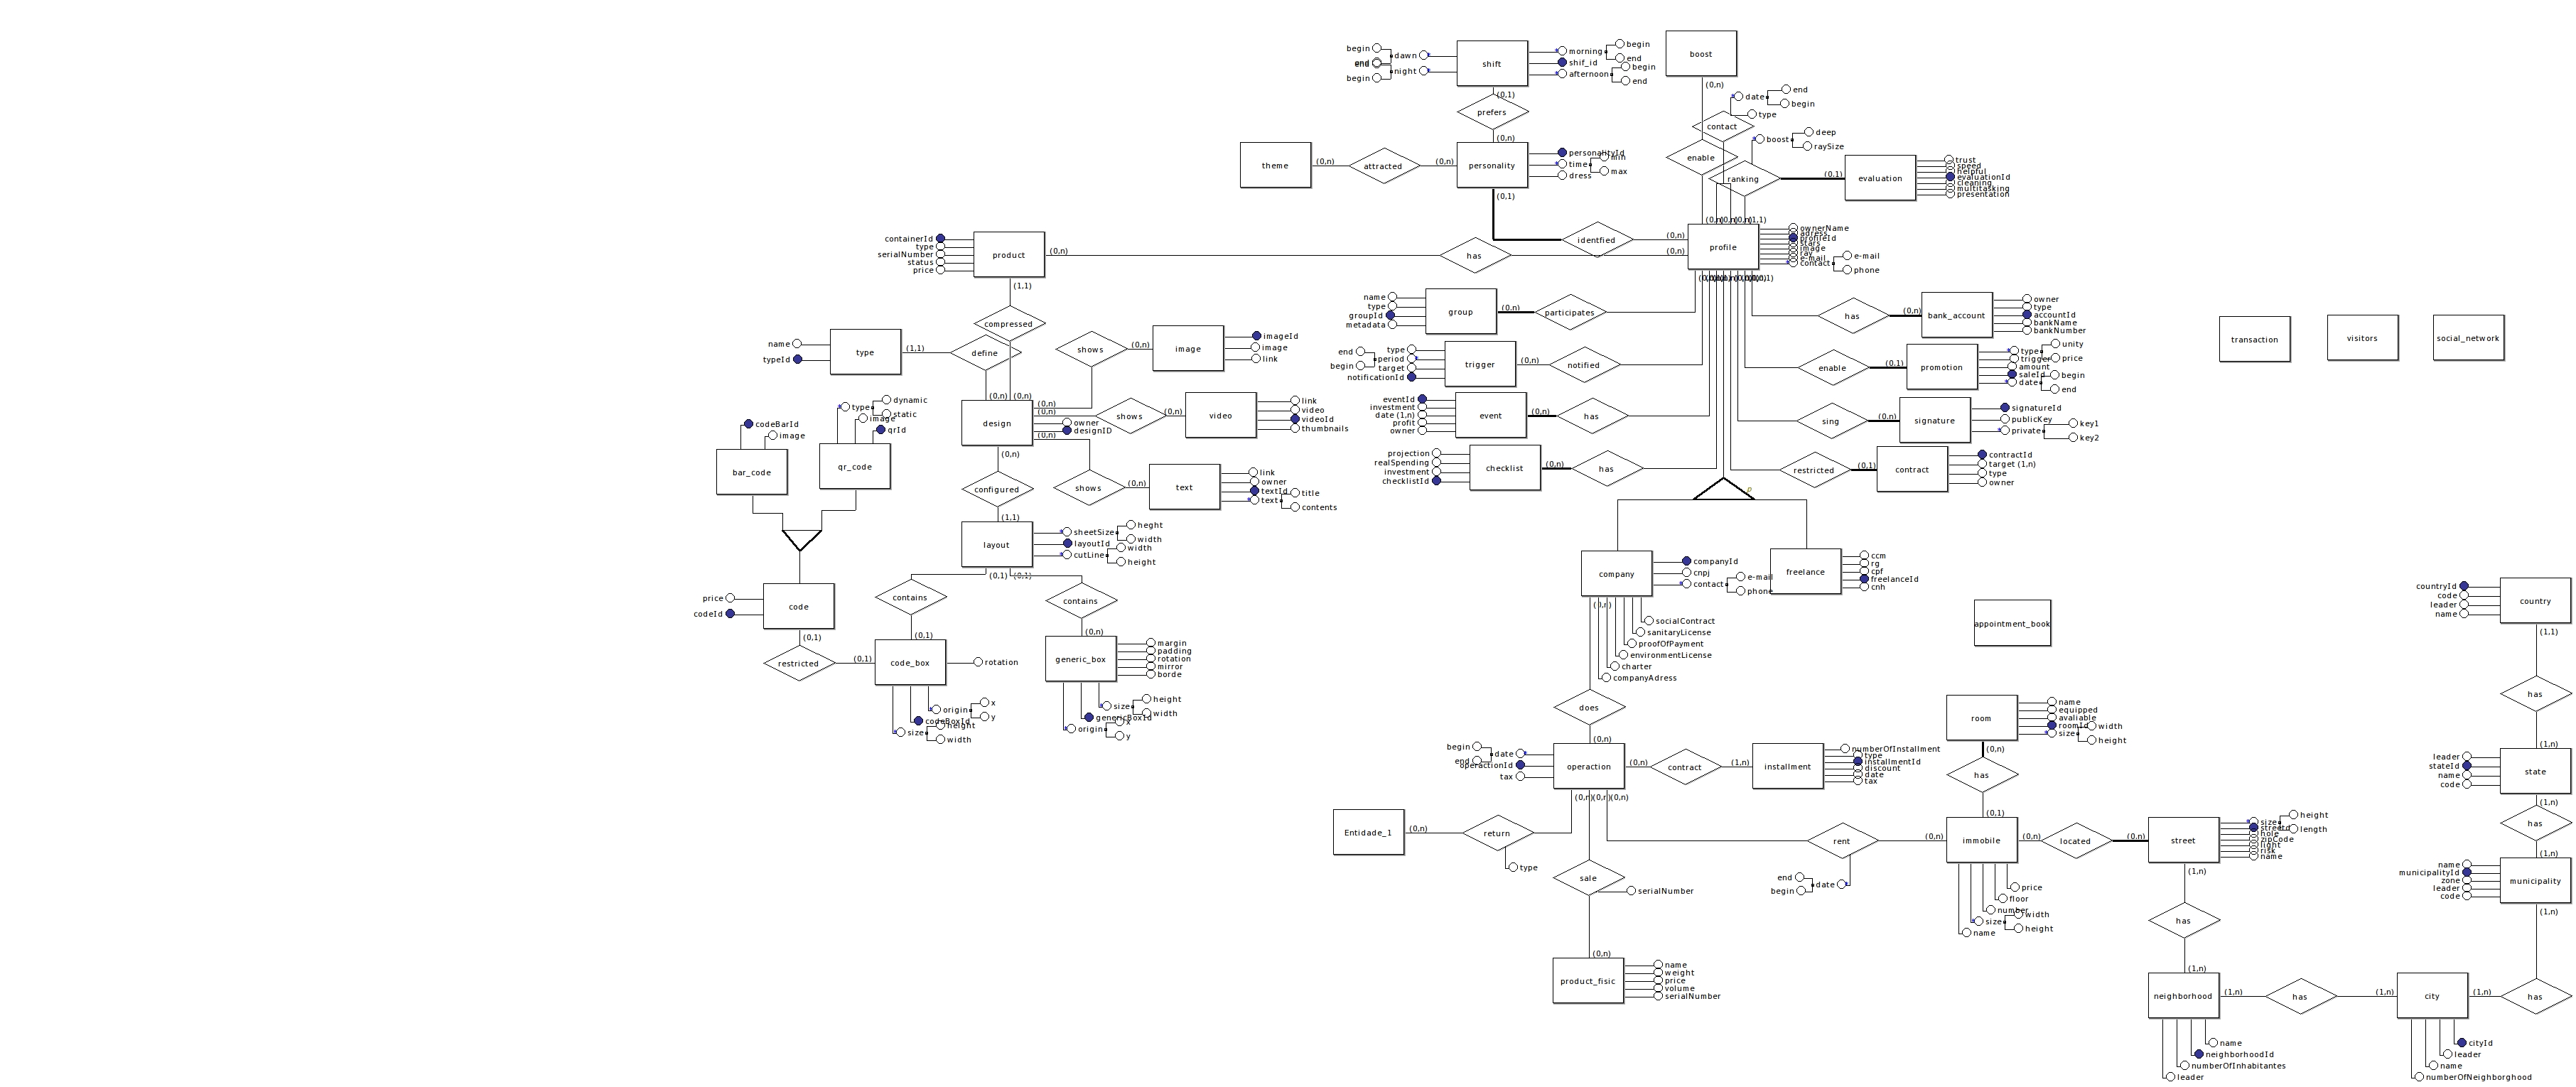 boost
begin
dawn
end
night
begin
shift
morning
begin
end
shif_id
afternoon
begin
end
(0,1)
prefers
(0,n)
(0,n)
date
end
begin
type
contact
boost
deep
raySize
enable
ranking
(0,1)
evaluation
trust
speed
helpful
evaluationId
cleaning
multitasking
presentation
theme
(0,n)
attracted
(0,n)
personality
personalityId
time
min
max
dress
(0,1)
identfied
(0,n)
(1,1)
profile
ownerName
adress
profileId
stars
image
ray
e-mail
contact
e-mail
phone
containerId
type
serialNumber
status
price
product
(0,n)
has
(0,n)
(1,1)
compressed
name
typeId
type
(1,1)
define
shows
(0,n)
image
imageId
image
link
(0,n)
(0,n)
design
(0,n)
(0,n)
(0,n)
owner
designID
shows
(0,n)
video
link
video
videoId
thumbnails
(0,n)
configured
shows
(0,n)
text
link
owner
textId
text
title
contents
codeBarId
image
bar_code
type
dynamic
static
image
qrId
qr_code
(1,1)
layout
sheetSize
heght
width
layoutId
cutLine
width
height
(0,1)
(0,1)
contains
contains
price
codeId
code
(0,1)
restricted
(0,1)
(0,1)
code_box
rotation
origin
x
y
codeBoxId
size
height
width
(0,n)
generic_box
margin
padding
rotation
mirror
borde
size
height
width
genericBoxId
origin
x
y
name
type
groupId
metadata
group
(0,n)
participates
end
begin
type
period
target
notificationId
trigger
(0,n)
notified
eventId
investment
date (1,n)
profit
owner
event
(0,n)
has
projection
realSpending
investment
checklistId
checklist
(0,n)
has
has
(0,n)
bank_account
owner
type
accountId
bankName
bankNumber
enable
(0,1)
promotion
type
unity
price
trigger
amount
saleId
date
begin
end
sing
(0,n)
signature
signatureId
publicKey
private
key1
key2
restricted
(0,1)
contract
contractId
target (1,n)
type
owner
p
transaction
visitors
social_network
company
companyId
cnpj
contact
e-mail
phone
freelance
ccm
rg
cpf
freelanceId
cnh
(0,n)
socialContract
sanitaryLicense
proofOfPayment
environmentLicense
charter
companyAdress
does
(0,n)
appointment_book
begin
end
date
operactionId
tax
operaction
(0,n)
contract
(1,n)
installment
numberOfInstallment
type
installmentId
discount
date
tax
(0,n)
(0,n)
(0,n)
Entidade_1
(0,n)
return
type
sale
serialNumber
(0,n)
product_fisic
name
weight
price
volume
serialNumber
rent
end
begin
date
(0,n)
room
name
equipped
avaliable
roomId
size
width
height
(0,n)
has
(0,1)
immobile
(0,n)
located
(0,n)
price
floor
number
size
width
height
name
street
size
height
length
streetId
hole
zipCode
light
risk
name
(1,n)
has
(1,n)
neighborhood
(1,n)
has
(1,n)
city
(1,n)
has
name
neighborhoodId
numberOfInhabitantes
leader
cityId
leader
name
numberOfNeighborghood
countryId
code
leader
name
country
(1,1)
has
(1,n)
leader
stateId
name
code
state
(1,n)
has
(1,n)
name
municipalityId
zone
leader
code
municipality
(1,n)